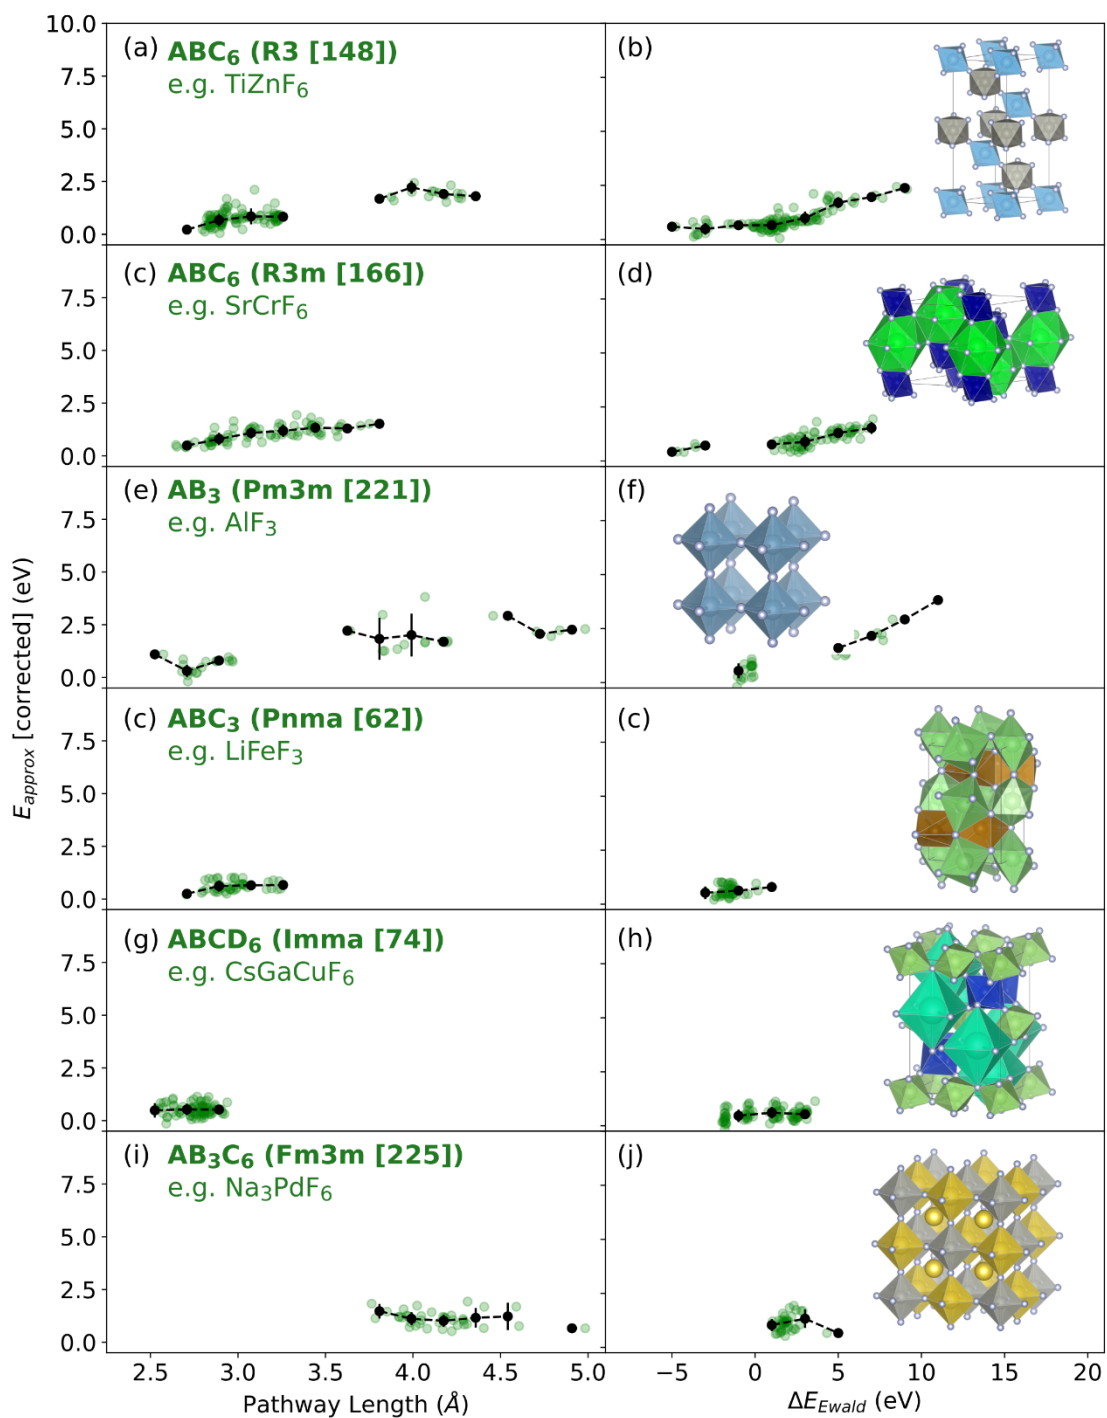 10.0
(a) ABC₆ (R3 [148])
e.g. TiZnF₆
7.5
5.0
2.5
0.0
(b)
(c) ABC₆ (R3m [166])
e.g. SrCrF₆
7.5
5.0
2.5
0.0
(d)
(e) AB₃ (Pm3m [221])
e.g. AlF₃
7.5
5.0
2.5
0.0
(f)
E_approx [corrected] (eV)
(c) ABC₃ (Pnma [62])
e.g. LiFeF₃
7.5
5.0
2.5
0.0
(c)
(g) ABCD₆ (Imma [74])
e.g. CsGaCuF₆
7.5
5.0
2.5
0.0
(h)
(i) AB₃C₆ (Fm3m [225])
e.g. Na₃PdF₆
7.5
5.0
2.5
0.0
(j)
2.5 3.0 3.5 4.0 4.5 5.0
Pathway Length (Å)
−5 0 5 10 15 20
ΔE_Ewald (eV)